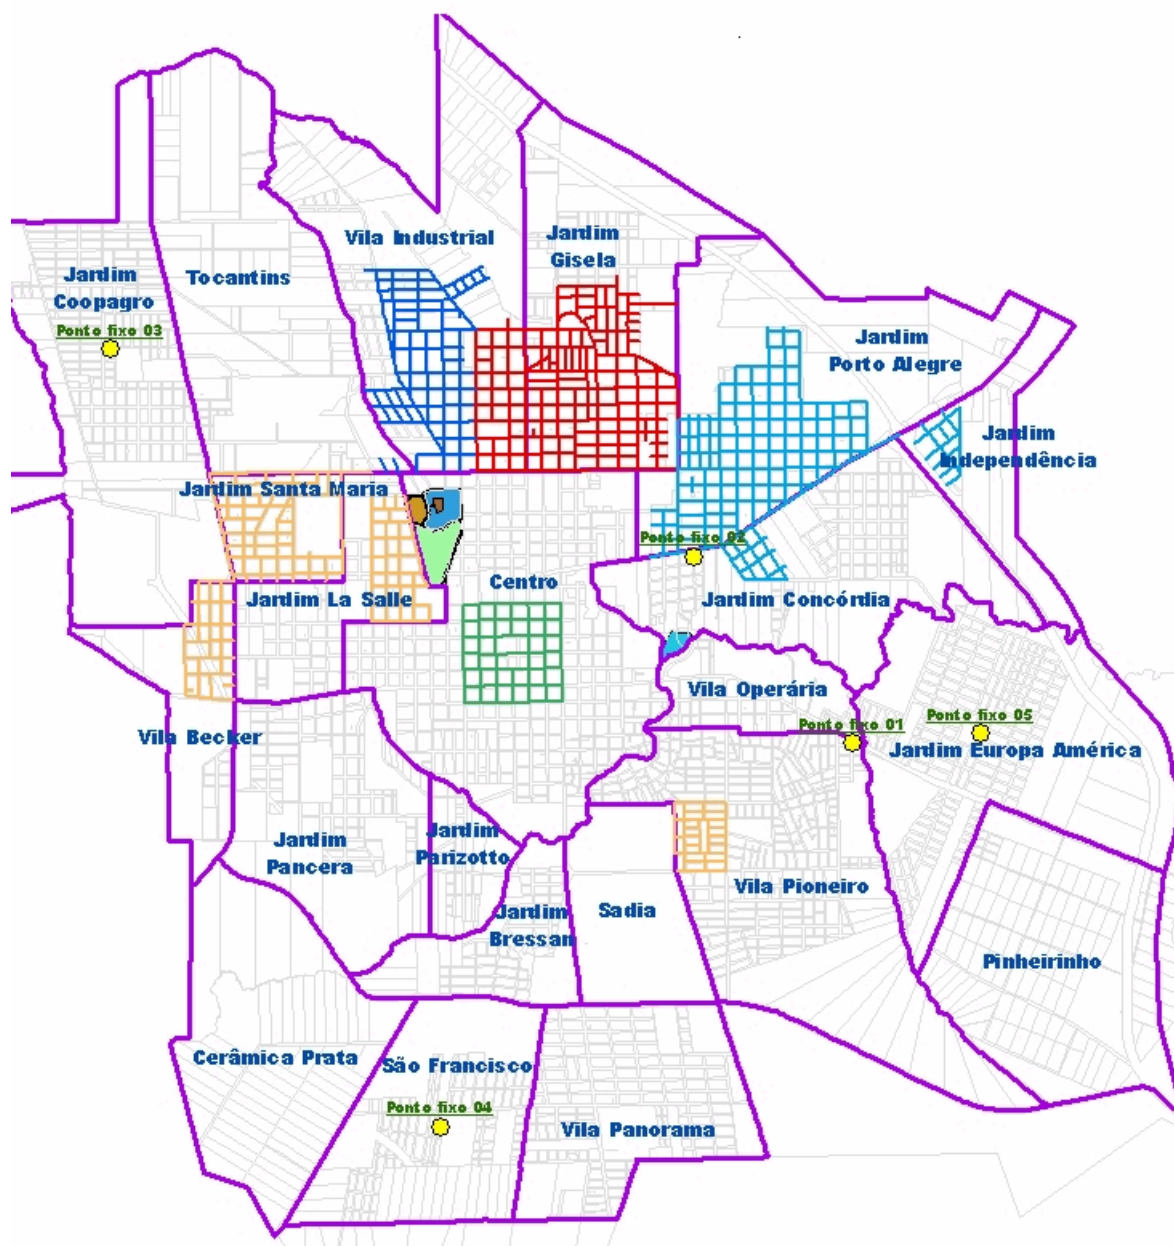 Vila Industrial
Jardim
Gisela
Jardim
Coopagro
Tocantins
Ponto fixo 03
Jardim
Porto Alegre
Jardim
Independência
Jardim Santa Maria
Ponto fixo 02
Centro
Jardim La Salle
Jardim Concórdia
Vila Operária
Ponto fixo 01
Ponto fixo 05
Vila Becker
Jardim Europa América
Jardim
Pancera
Jardim
Parizotto
Vila Pioneiro
Jardim
Bressan
Sadia
Pinheirinho
Cerâmica Prata
São Francisco
Ponto fixo 04
Vila Panorama